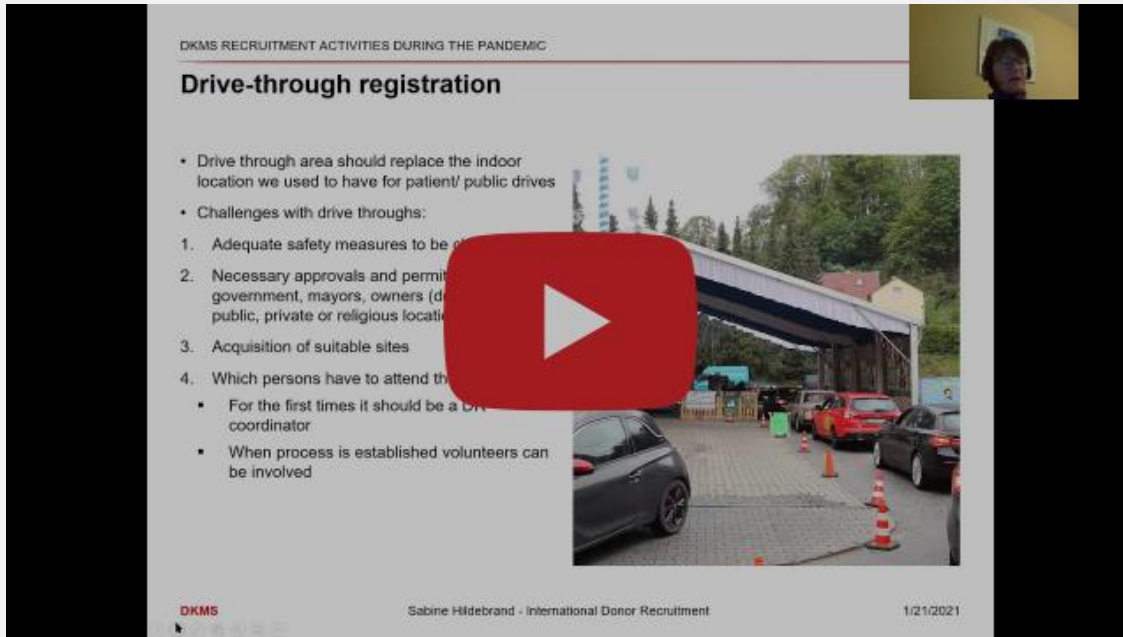 DKMS RECRUITMENT ACTIVITIES DURING THE PANDEMIC
Drive-through registration
• Drive through area should replace the indoor
location we used to have for patient/ public drives
• Challenges with drive throughs:
1. Adequate safety measures to be
2. Necessary approvals and permit
government, mayors, owners (d
public, private or religious locati
3. Acquisition of suitable sites
4. Which persons have to attend th
▪ For the first times it should be a DR
coordinator
▪ When process is established volunteers can
be involved
DKMS
Sabine Hildebrand - International Donor Recruitment
1/21/2021